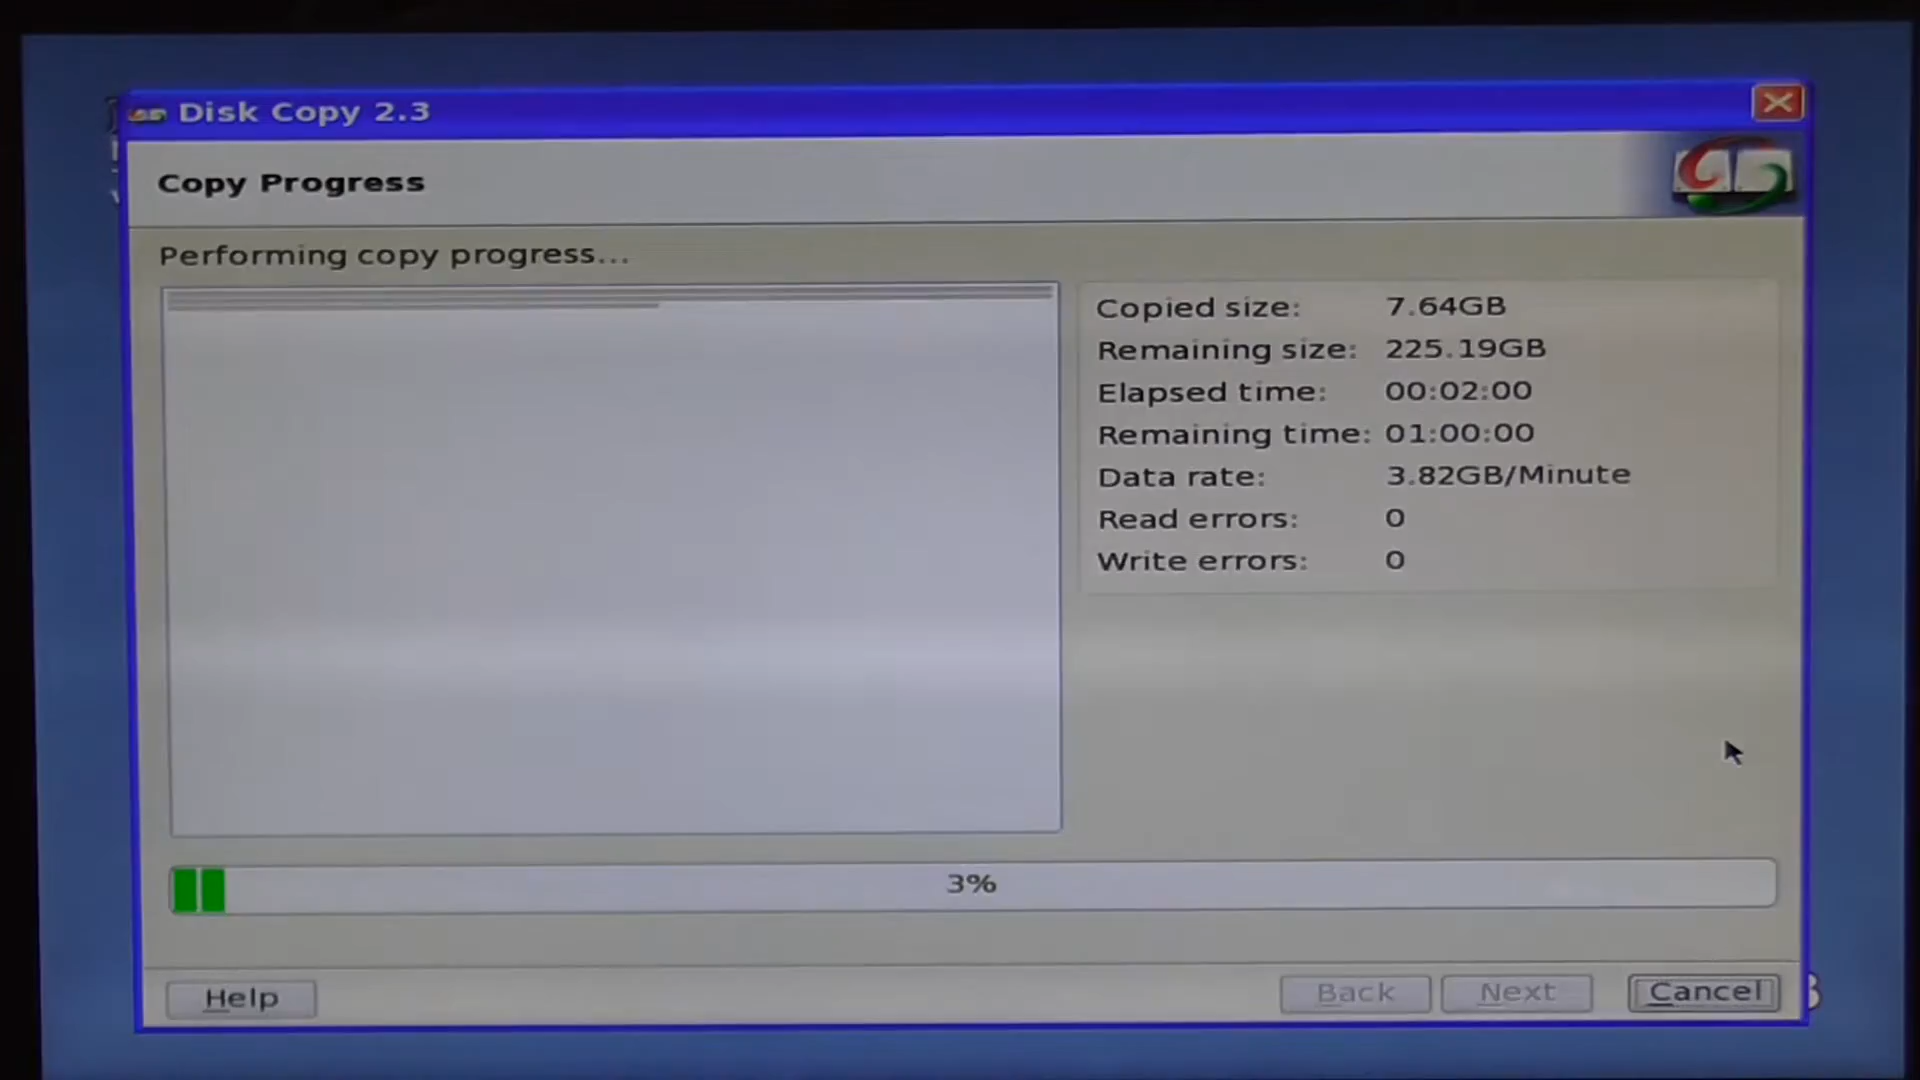 Disk Copy 2.3
Copy Progress
Performing copy progress...
Copied size: 7.64GB
Remaining size: 225.19GB
Elapsed time: 00:02:00
Remaining time: 01:00:00
Data rate: 3.82GB/Minute
Read errors: 0
Write errors: 0
3%
Help
Back
Next
Cancel